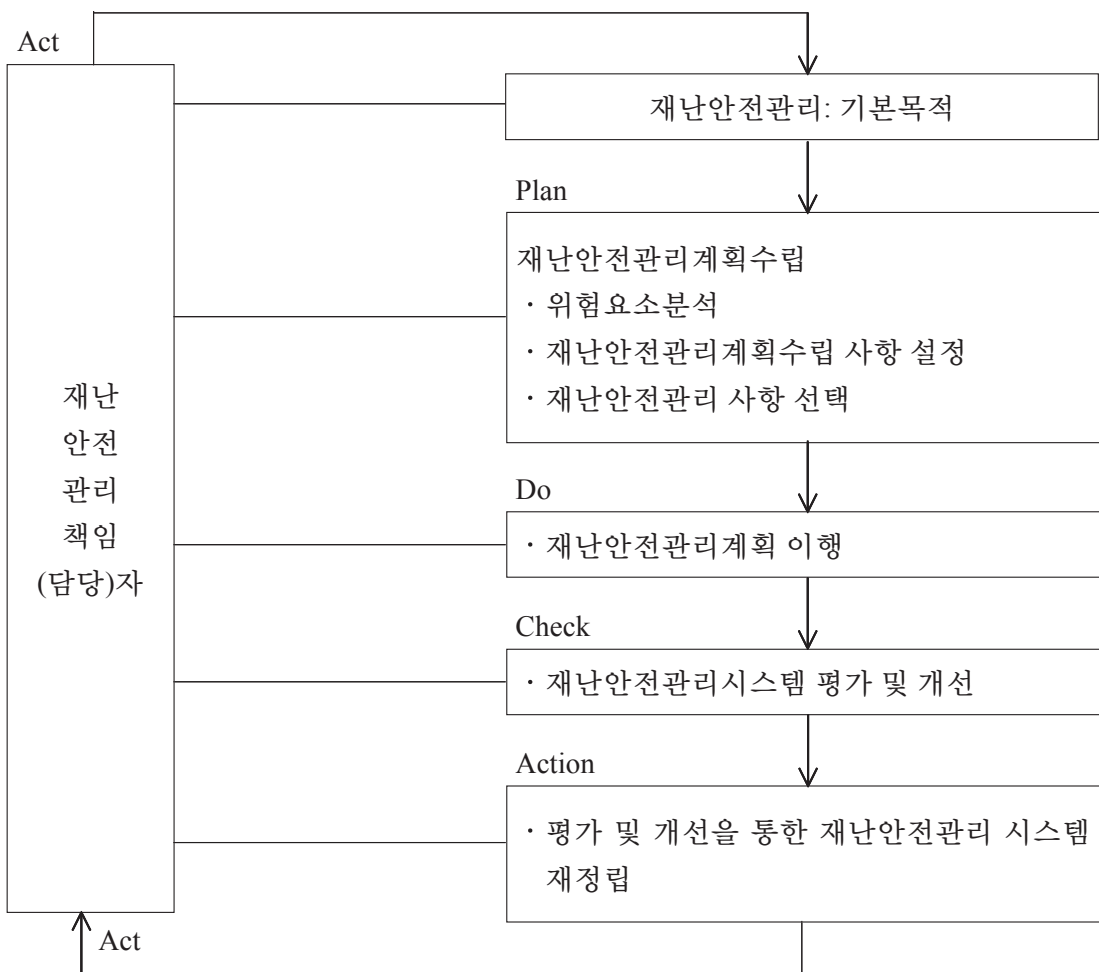 Act
재난안전관리: 기본목적
Plan
재난안전관리계획수립
· 위험요소분석
· 재난안전관리계획수립 사항 설정
· 재난안전관리 사항 선택
재난
안전
관리
책임
(담당)자
Do
· 재난안전관리계획 이행
Check
· 재난안전관리시스템 평가 및 개선
Action
· 평가 및 개선을 통한 재난안전관리 시스템
재정립
Act